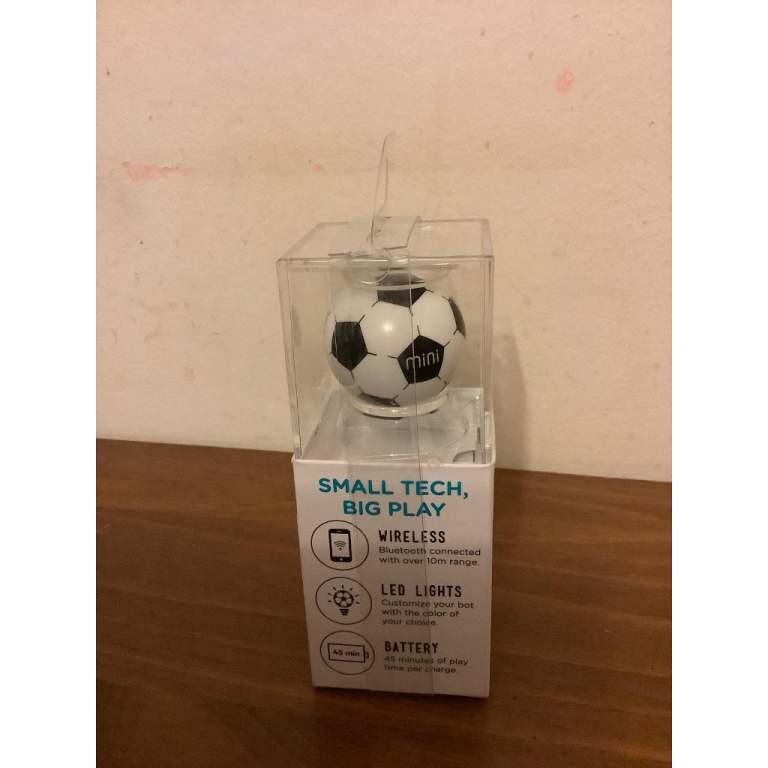 mini
SMALL TECH,
BIG PLAY
WIRELESS
Bluetooth connected
with over 10m range.
LED LIGHTS
Customize your bot
with the color of
your choice.
45 min
BATTERY
45 minutes of play
time per charge.